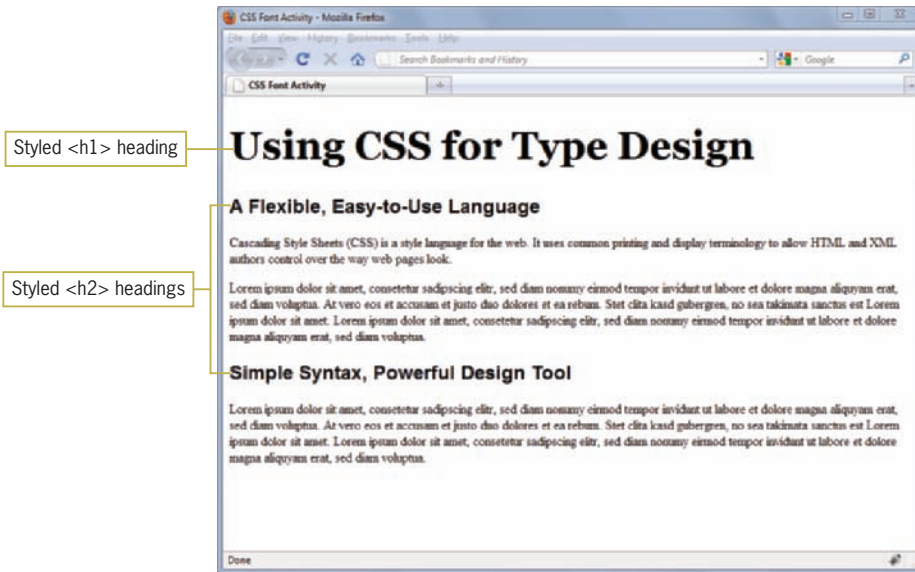 CSS Font Activity - Mozilla Firefox
File Edit View History Bookmarks Tools Help
Search Bookmarks and History
Google
CSS Font Activity
Styled <h1> heading
Using CSS for Type Design
A Flexible, Easy-to-Use Language
Cascading Style Sheets (CSS) is a style language for the web. It uses common printing and display terminology to allow HTML and XML
authors control over the way web pages look.
Styled <h2> headings
Lorem ipsum dolor sit amet, consetetur sadipscing elitr, sed diam nonumy eirmod tempor invidunt ut labore et dolore magna aliquyam erat,
sed diam voluptua. At vero eos et accusam et justo duo dolores et ea rebum. Stet clita kasd gubergren, no sea takimata sanctus est Lorem
ipsum dolor sit amet. Lorem ipsum dolor sit amet, consetetur sadipscing elitr, sed diam nonumy eirmod tempor invidunt ut labore et dolore
magna aliquyam erat, sed diam voluptua.
Simple Syntax, Powerful Design Tool
Lorem ipsum dolor sit amet, consetetur sadipscing elitr, sed diam nonumy eirmod tempor invidunt ut labore et dolore magna aliquyam erat,
sed diam voluptua. At vero eos et accusam et justo duo dolores et ea rebum. Stet clita kasd gubergren, no sea takimata sanctus est Lorem
ipsum dolor sit amet. Lorem ipsum dolor sit amet, consetetur sadipscing elitr, sed diam nonumy eirmod tempor invidunt ut labore et dolore
magna aliquyam erat, sed diam voluptua.
Done